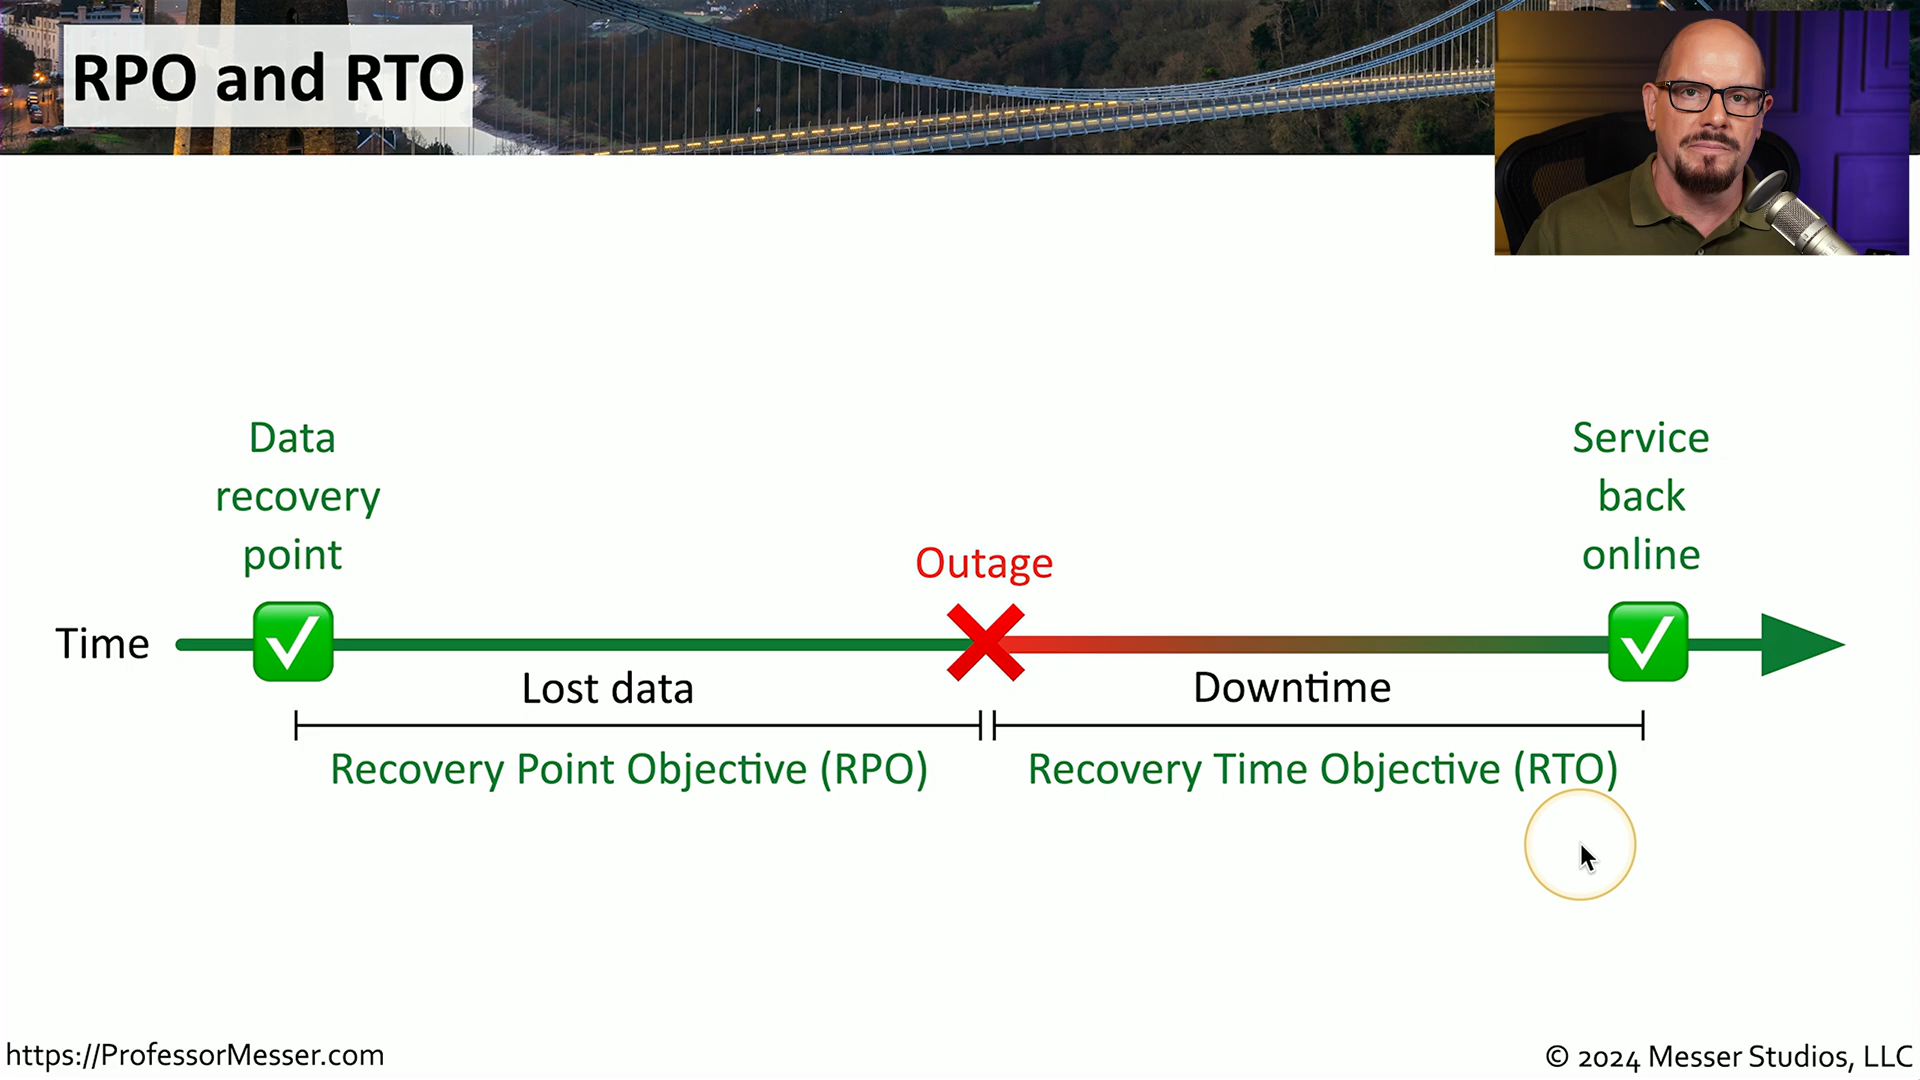 RPO and RTO
Data
recovery
point
Service
back
online
Outage
Time
Lost data
Downtime
Recovery Point Objective (RPO)
Recovery Time Objective (RTO)
https://ProfessorMesser.com
© 2024 Messer Studios, LLC